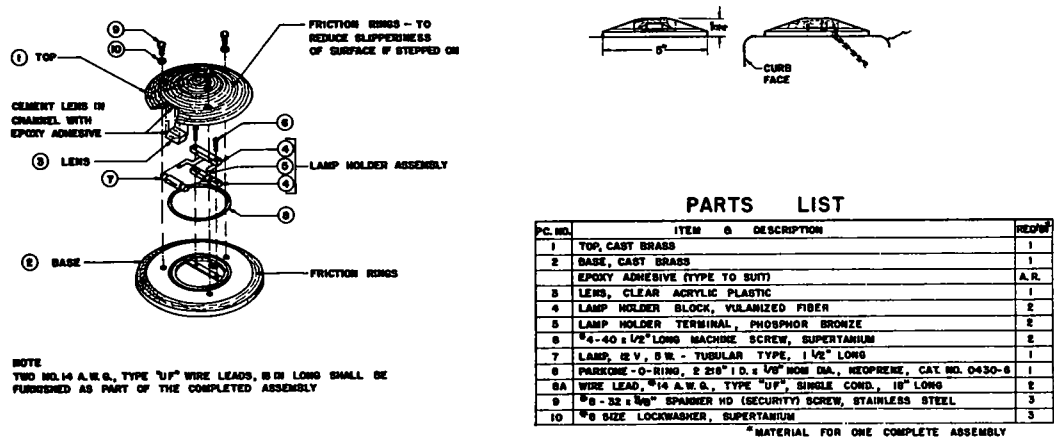 9
10
FRICTION RINGS - TO
REDUCE SLIPPERINESS
OF SURFACE IF STEPPED ON
1 TOP
CEMENT LENS IN
CHANNEL WITH
EPOXY ADHESIVE
3 LENS
6
4
5
4
LAMP HOLDER ASSEMBLY
7
8
2 BASE
FRICTION RINGS
NOTE
TWO NO. 14 A.W.G., TYPE "UF" WIRE LEADS, 18 IN LONG SHALL BE
FURNISHED AS PART OF THE COMPLETED ASSEMBLY
CURB
FACE
PARTS LIST
PC. NO. ITEM & DESCRIPTION REQ'D*
1 TOP, CAST BRASS 1
2 BASE, CAST BRASS 1
EPOXY ADHESIVE (TYPE TO SUIT) A.R.
3 LENS, CLEAR ACRYLIC PLASTIC 1
4 LAMP HOLDER BLOCK, VULANIZED FIBER 2
5 LAMP HOLDER TERMINAL, PHOSPHOR BRONZE 2
6 #4-40 x 1/2" LONG MACHINE SCREW, SUPERTANIUM 2
7 LAMP, 12 V, 5 W. - TUBULAR TYPE, 1 1/2" LONG 1
8 PARKONE-O-RING, I.D. x 1/8" NOM DIA., NEOPRENE, CAT. NO. 0430-6 1
8A WIRE LEAD, #14 A.W.G., TYPE "UF", SINGLE COND., 18" LONG 2
9 #8-32 x SPANNER HD (SECURITY) SCREW, STAINLESS STEEL 3
10 #8 SIZE LOCKWASHER, SUPERTANIUM 3
*MATERIAL FOR ONE COMPLETE ASSEMBLY